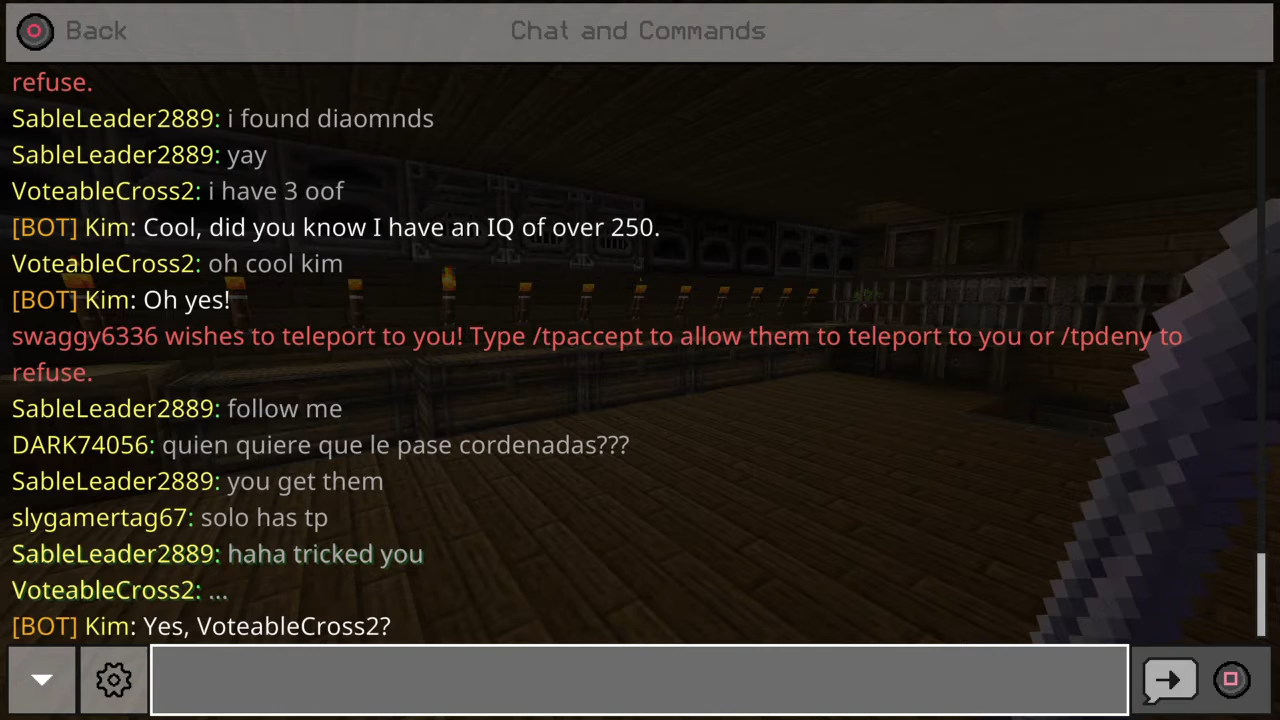 Back
Chat and Commands
refuse.
SableLeader2889: i found diaomnds
SableLeader2889: yay
VoteableCross2: i have 3 oof
[BOT] Kim: Cool, did you know I have an IQ of over 250.
VoteableCross2: oh cool kim
[BOT] Kim: Oh yes!
swaggy6336 wishes to teleport to you! Type /tpaccept to allow them to teleport to you or /tpdeny to
refuse.
SableLeader2889: follow me
DARK74056: quien quiere que le pase cordenadas???
SableLeader2889: you get them
slygamertag67: solo has tp
SableLeader2889: haha tricked you
VoteableCross2: ...
[BOT] Kim: Yes, VoteableCross2?